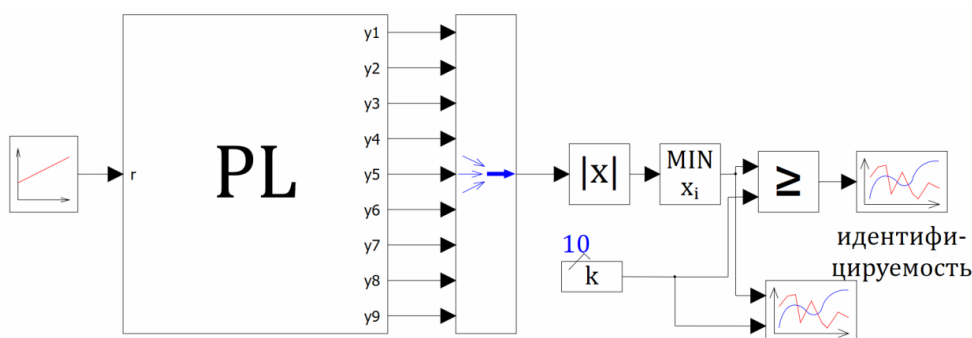 y1
y2
y3
y4
r
PL
y5
|x|
MIN
xᵢ
≥
y6
10
k
y7
y8
y9
идентифи-
цируемость